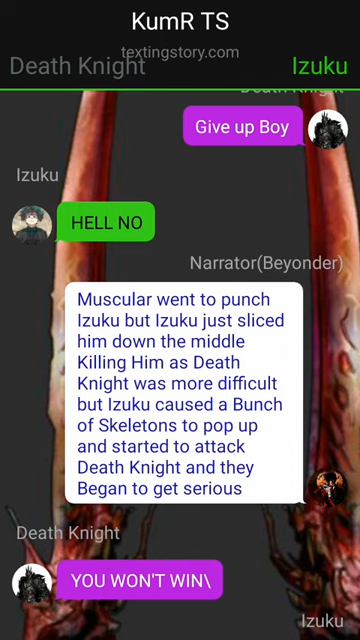 KumR TS
textingstory.com
Death Knight
Izuku
Death Knight
Give up Boy
Izuku
HELL NO
Narrator(Beyonder)
Muscular went to punch
Izuku but Izuku just sliced
him down the middle
Killing Him as Death
Knight was more difficult
but Izuku caused a Bunch
of Skeletons to pop up
and started to attack
Death Knight and they
Began to get serious
Death Knight
YOU WON'T WIN\
Izuku